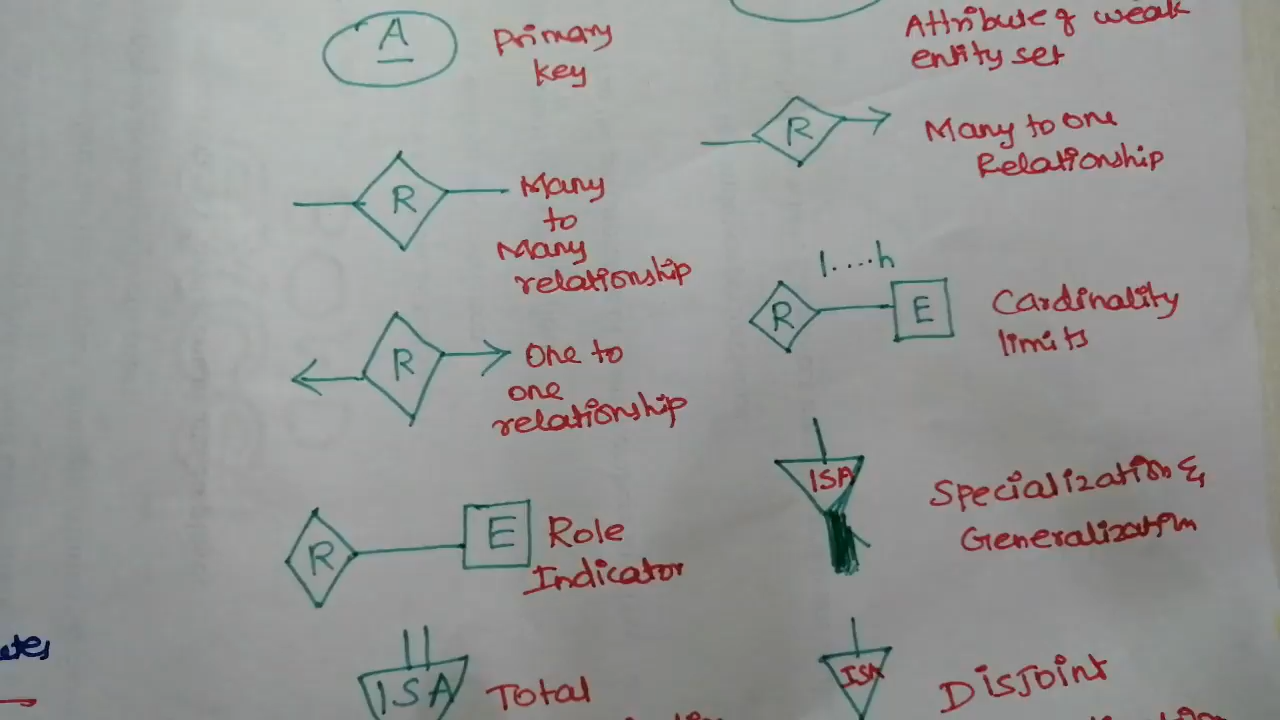 A
Primary
key
Attribute of weak
entity set
R
Many to one
Relationship
R
Many
to
Many
relationship
1....h
R
E
Cardinality
limits
R
One to
one
relationship
ISA
Specialization &
Generalization
R
E
Role
Indicator
ISA
Total
ISA
Disjoint